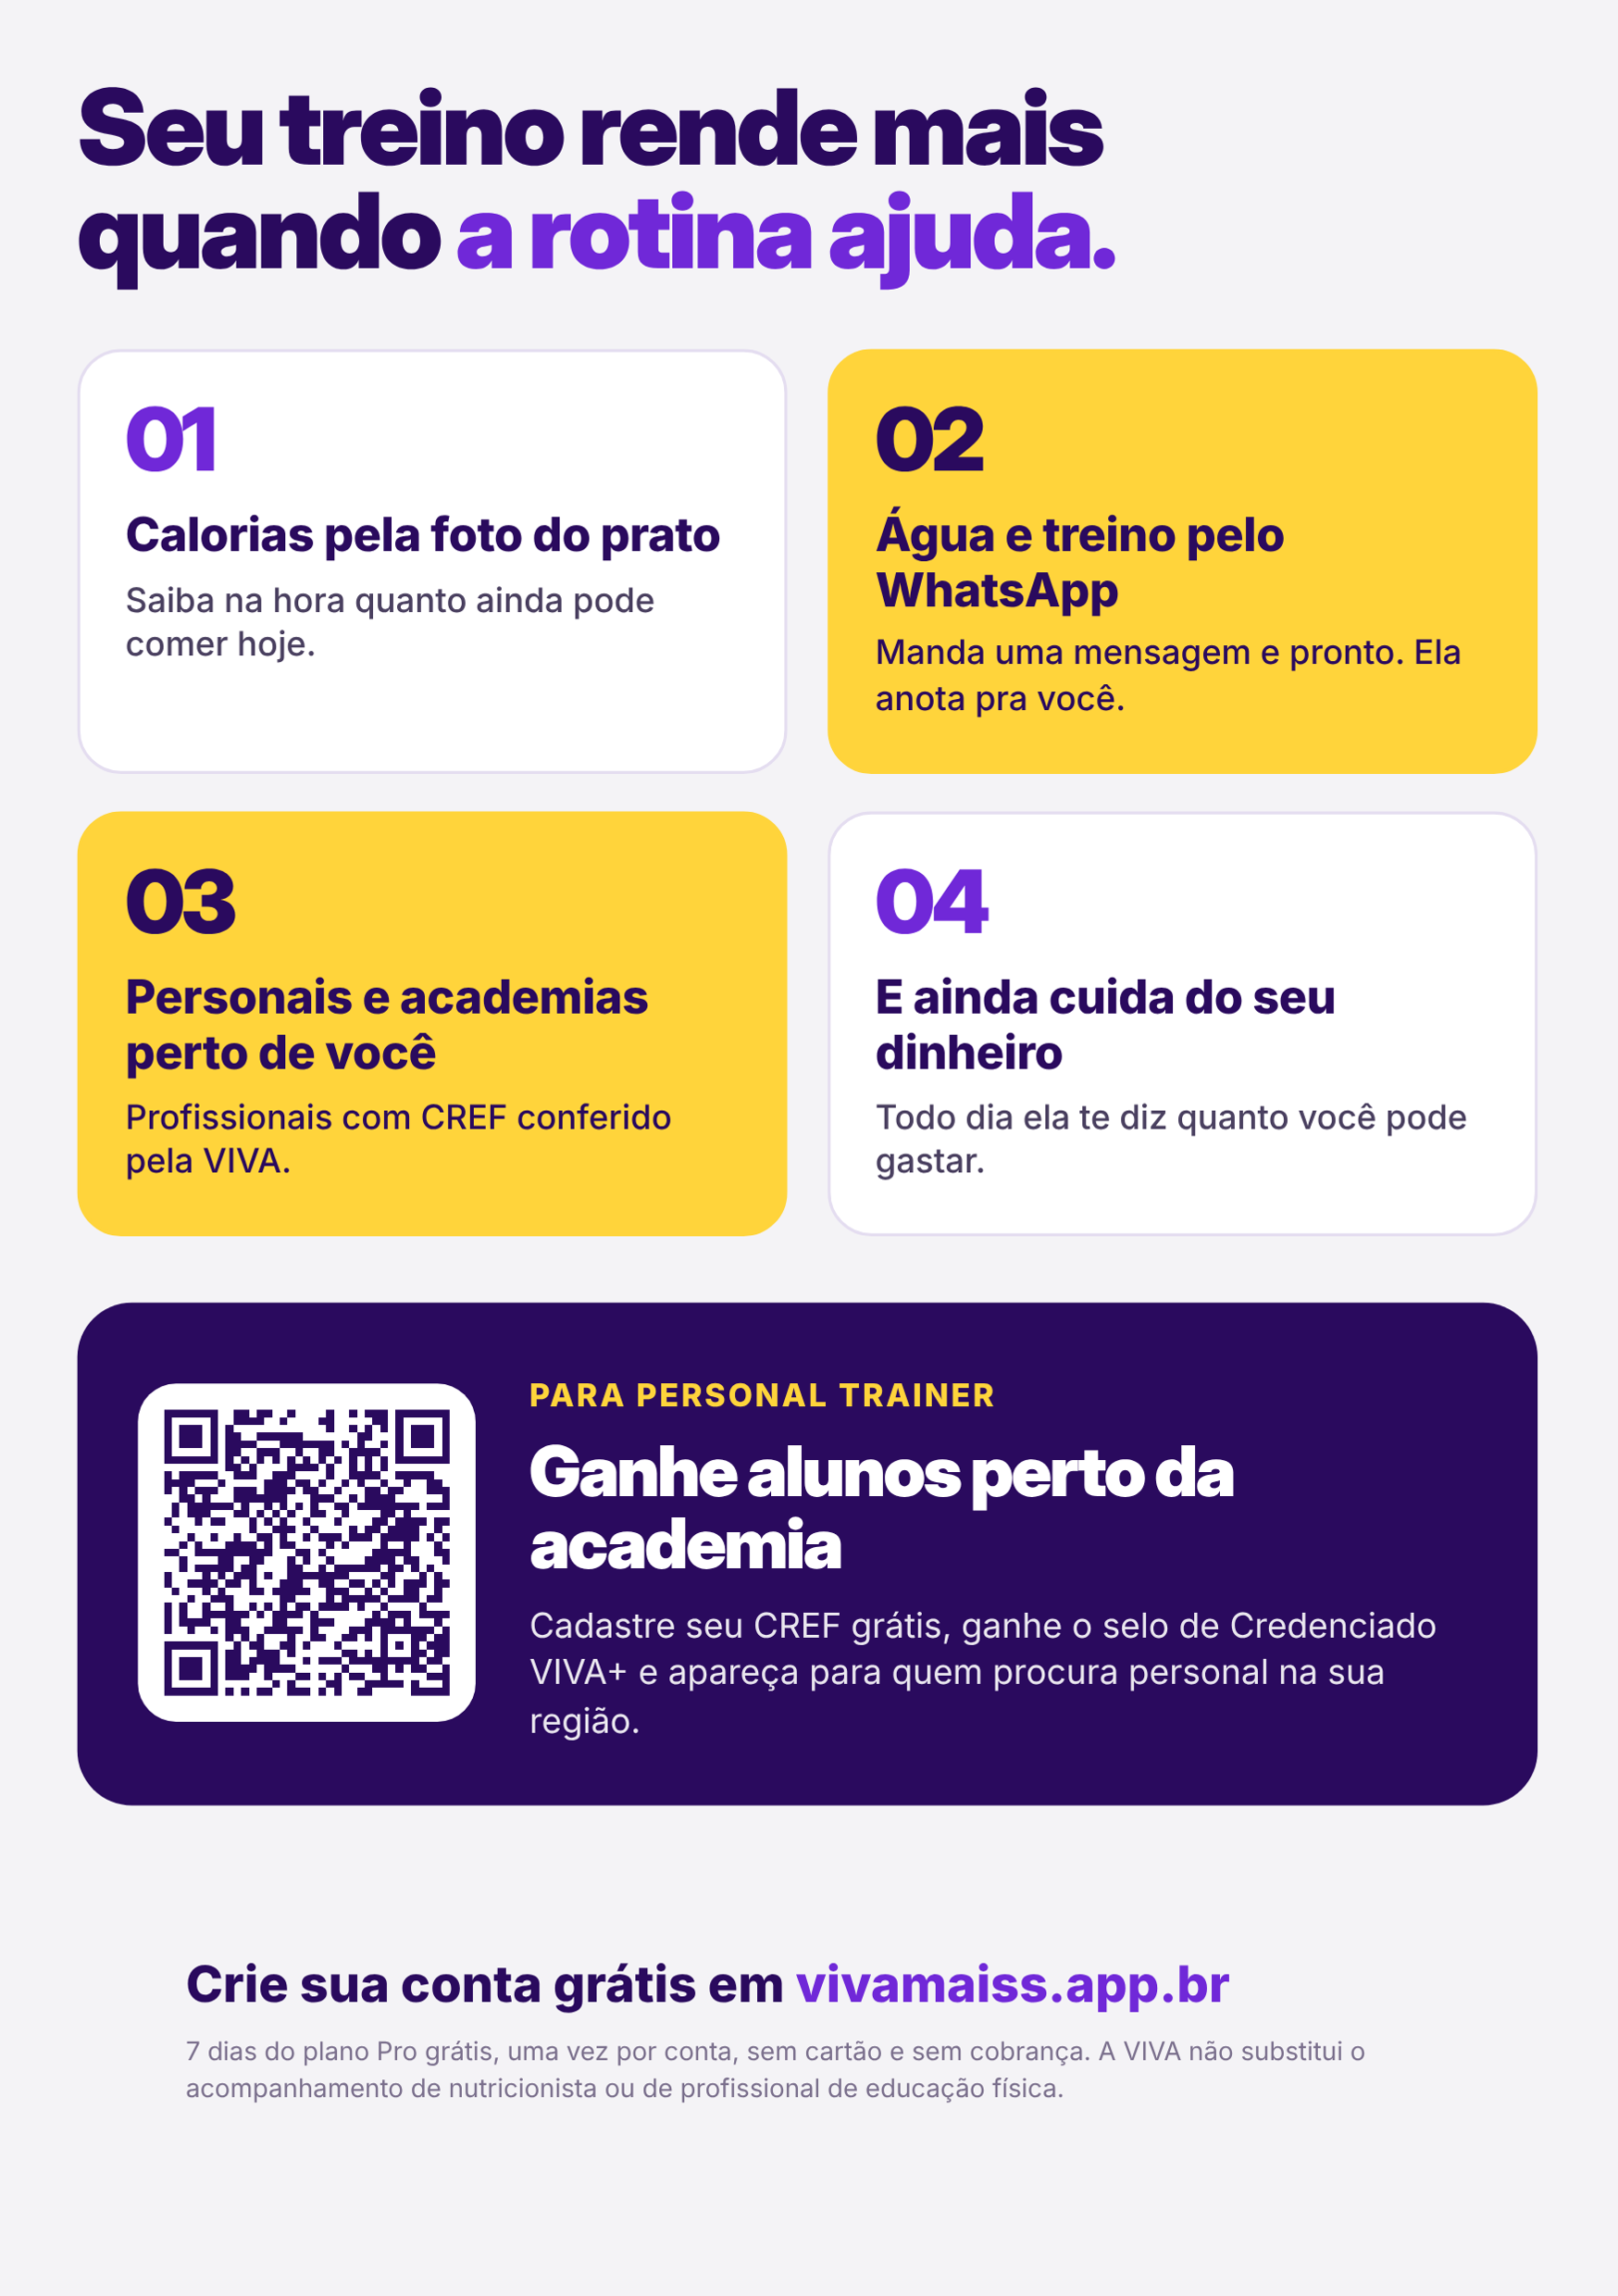 Seu treino rende mais
quando a rotina ajuda.
01
Calorias pela foto do prato
Saiba na hora quanto ainda pode
comer hoje.
02
Água e treino pelo
WhatsApp
Manda uma mensagem e pronto. Ela
anota pra você.
03
Personais e academias
perto de você
Profissionais com CREF conferido
pela VIVA.
04
E ainda cuida do seu
dinheiro
Todo dia ela te diz quanto você pode
gastar.
PARA PERSONAL TRAINER
Ganhe alunos perto da
academia
Cadastre seu CREF grátis, ganhe o selo de Credenciado
VIVA+ e apareça para quem procura personal na sua
região.
Crie sua conta grátis em vivamaiss.app.br
7 dias do plano Pro grátis, uma vez por conta, sem cartão e sem cobrança. A VIVA não substitui o
acompanhamento de nutricionista ou de profissional de educação física.